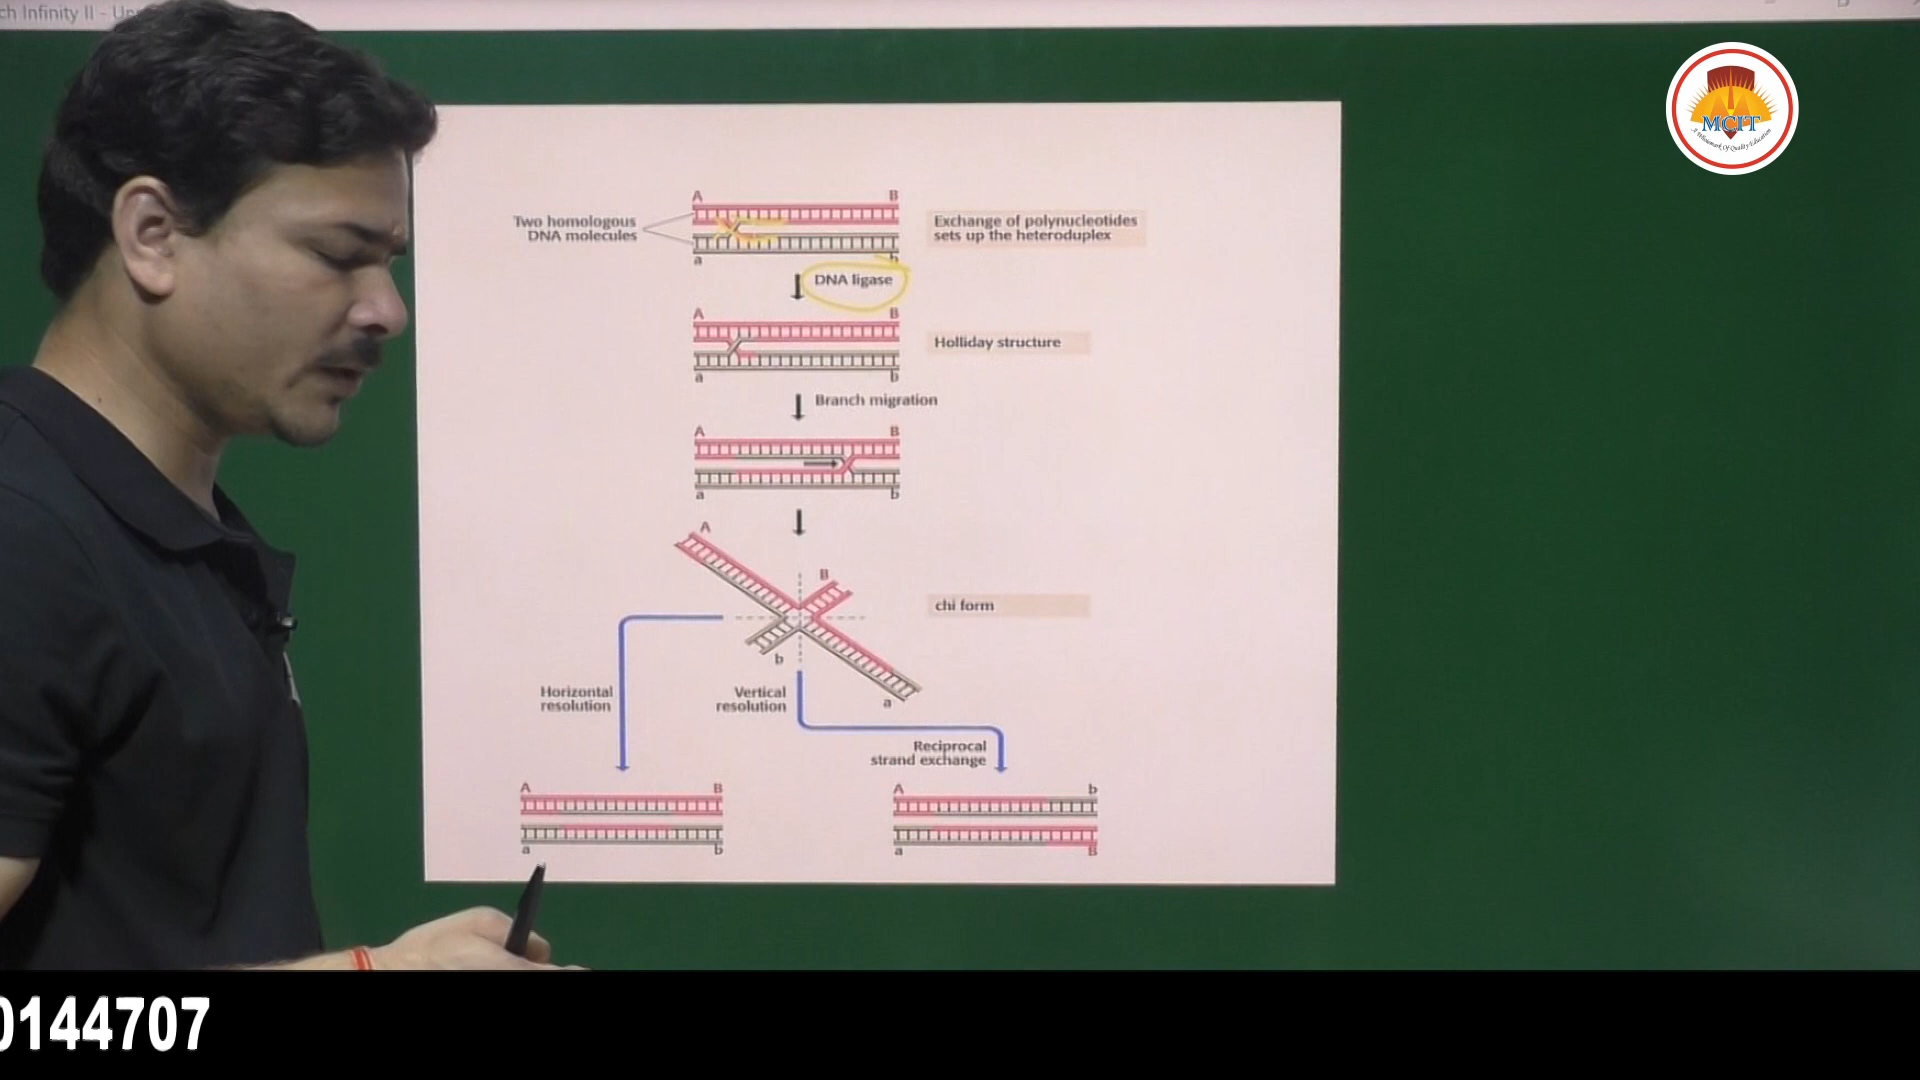 ch Infinity II - Un
MCIT
A
B
Two homologous
DNA molecules
Exchange of polynucleotides
sets up the heteroduplex
a
b
DNA ligase
A
B
Holliday structure
a
b
Branch migration
A
B
a
b
A
B
chi form
b
a
Horizontal
resolution
Vertical
resolution
Reciprocal
strand exchange
A
B
A
b
a
b
a
B
0144707